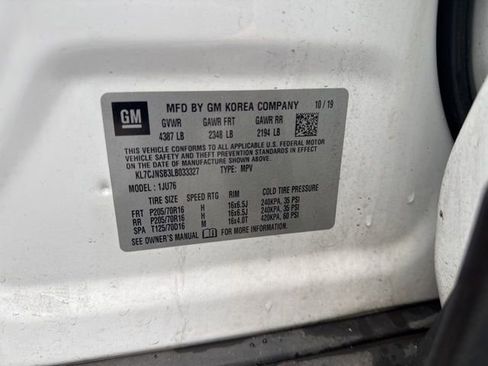 GM
MFD BY GM KOREA COMPANY 10/19
GVWR GAWR FRT GAWR RR
4387 LB 2348 LB 2194 LB
THIS VEHICLE CONFORMS TO ALL APPLICABLE U.S. FEDERAL MOTOR
VEHICLE SAFETY AND THEFT PREVENTION STANDARDS IN EFFECT ON
THE DATE OF MANUFACTURE SHOWN ABOVE.
KL7CJNSB3LB033327 TYPE: MPV
MODEL: 1JU76
TIRE SIZE SPEED RTG RIM COLD TIRE PRESSURE
FRT P205/70R16 H 16x6.5J 240KPA, 35 PSI
RR P205/70R16 H 16x6.5J 240KPA, 35 PSI
SPA T125/70D16 M 16x4.0T 420KPA, 60 PSI
SEE OWNER'S MANUAL FOR MORE INFORMATION.